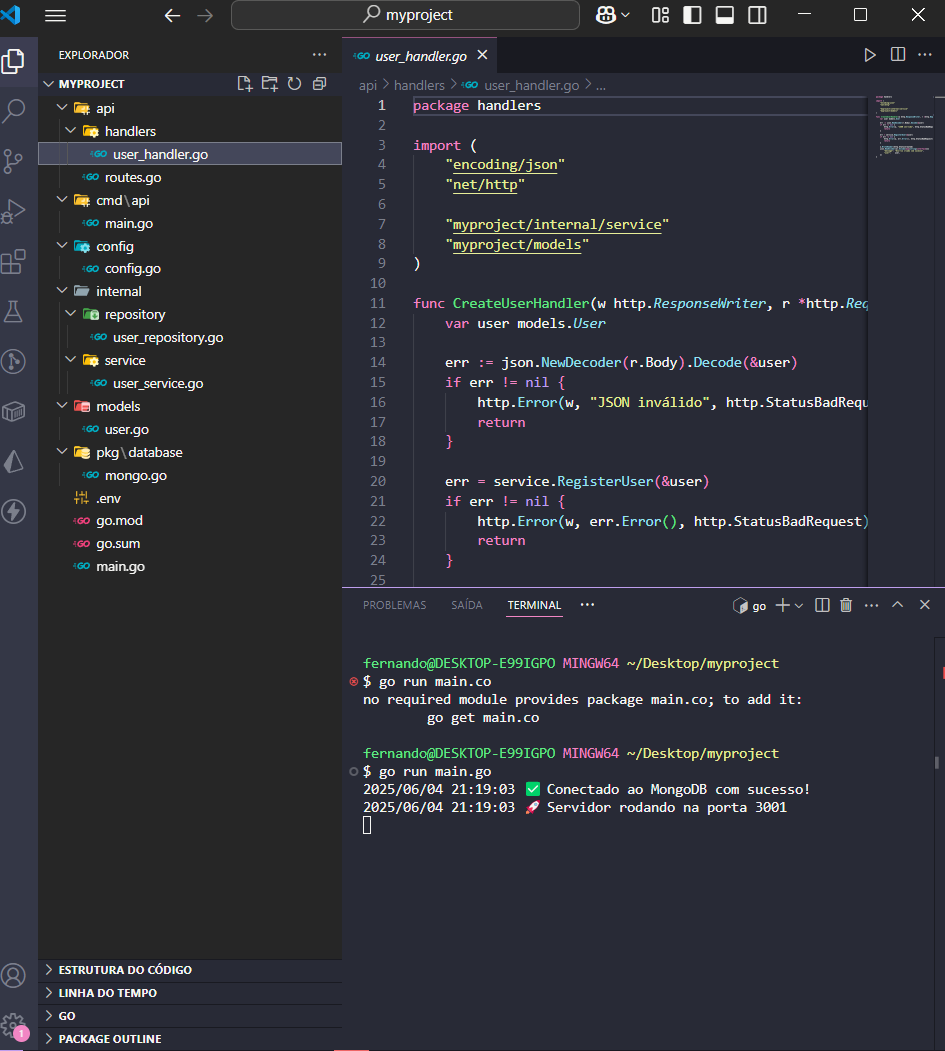 myproject
EXPLORADOR
MYPROJECT
api
handlers
user_handler.go
routes.go
cmd\api
main.go
config
config.go
internal
repository
user_repository.go
service
user_service.go
models
user.go
pkg\database
mongo.go
.env
go.mod
go.sum
main.go
ESTRUTURA DO CÓDIGO
LINHA DO TEMPO
GO
PACKAGE OUTLINE
1
user_handler.go
api > handlers > user_handler.go > ...
1 package handlers
2
3 import (
4 "encoding/json"
5 "net/http"
6
7 "myproject/internal/service"
8 "myproject/models"
9 )
10
11 func CreateUserHandler(w http.ResponseWriter, r *http.Req
12 var user models.User
13
14 err := json.NewDecoder(r.Body).Decode(&user)
15 if err != nil {
16 http.Error(w, "JSON inválido", http.StatusBadRequ
17 return
18 }
19
20 err = service.RegisterUser(&user)
21 if err != nil {
22 http.Error(w, err.Error(), http.StatusBadRequest)
23 return
24 }
25
PROBLEMAS SAÍDA TERMINAL ... go
fernando@DESKTOP-E99IGPO MINGW64 ~/Desktop/myproject
$ go run main.co
no required module provides package main.co; to add it:
go get main.co
fernando@DESKTOP-E99IGPO MINGW64 ~/Desktop/myproject
$ go run main.go
2025/06/04 21:19:03 ✅ Conectado ao MongoDB com sucesso!
2025/06/04 21:19:03 🚀 Servidor rodando na porta 3001